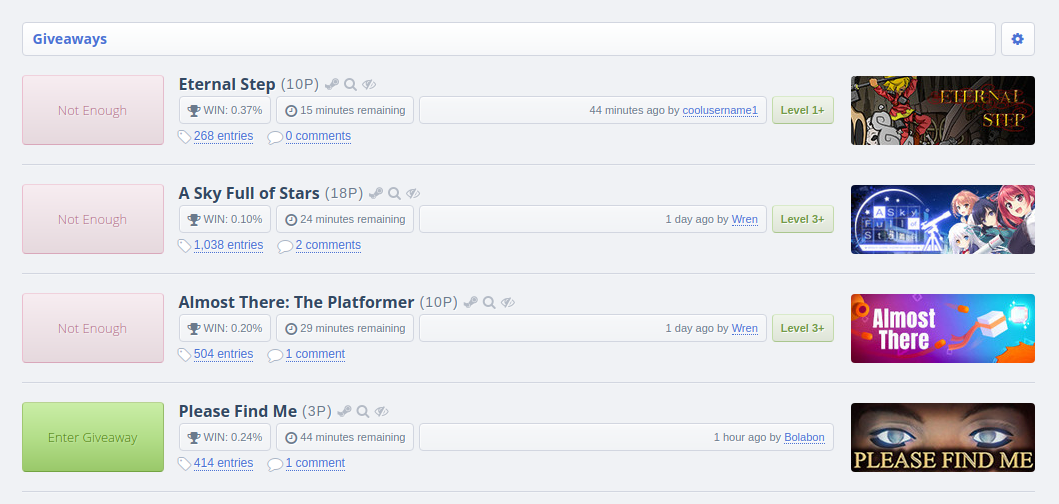 Giveaways
Not Enough
Eternal Step (10P)
WIN: 0.37% 15 minutes remaining 44 minutes ago by coolusername1 Level 1+
268 entries 0 comments
ETERNAL
STEP
Not Enough
A Sky Full of Stars (18P)
WIN: 0.10% 24 minutes remaining 1 day ago by Wren Level 3+
1,038 entries 2 comments
A Sky
Full of
Stars
Not Enough
Almost There: The Platformer (10P)
WIN: 0.20% 29 minutes remaining 1 day ago by Wren Level 3+
504 entries 1 comment
Almost
There
Enter Giveaway
Please Find Me (3P)
WIN: 0.24% 44 minutes remaining 1 hour ago by Bolabon
414 entries 1 comment
PLEASE FIND ME